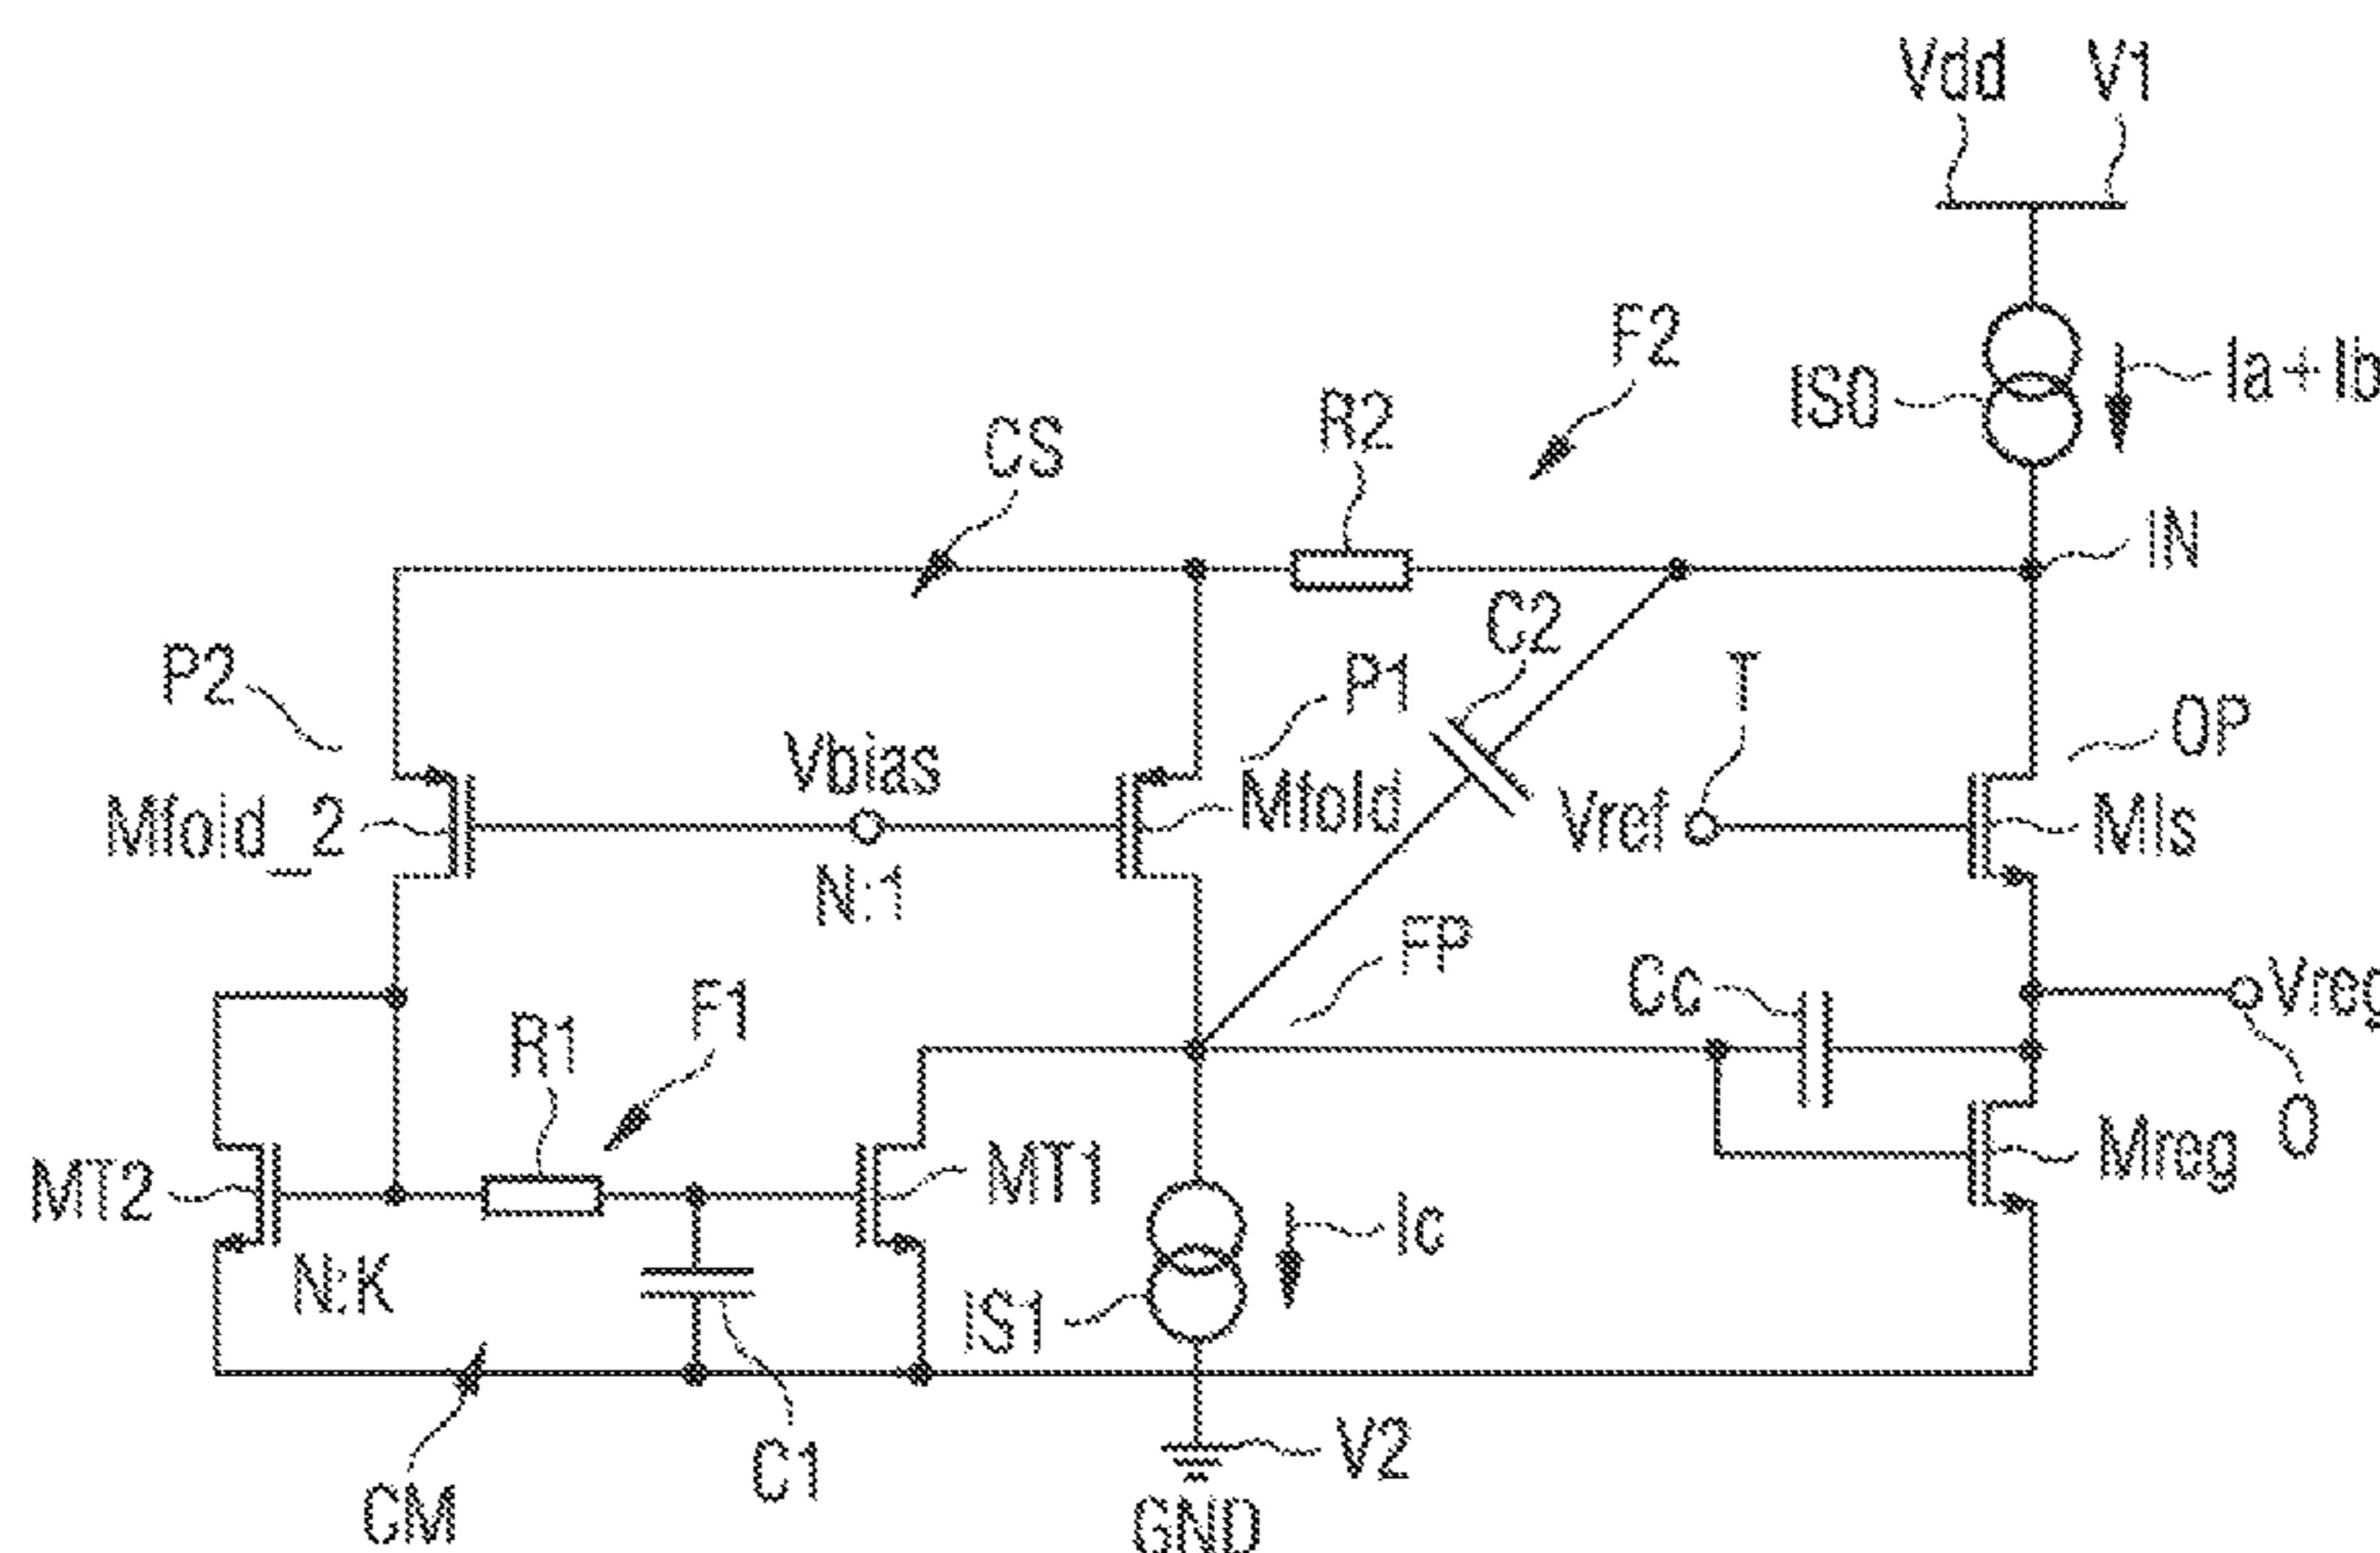 Vdd V1
F2
IS0 Ia+Ib
CS R2
IN
C2
P2 P1 T OP
Vbias
Mfold_2 Mfold Vref Mls
N:1
FP
Cc Vreg
F1
R1
O
MT2 MT1 Mreg
Ic
N:K
IS1
C1 V2
CM GND